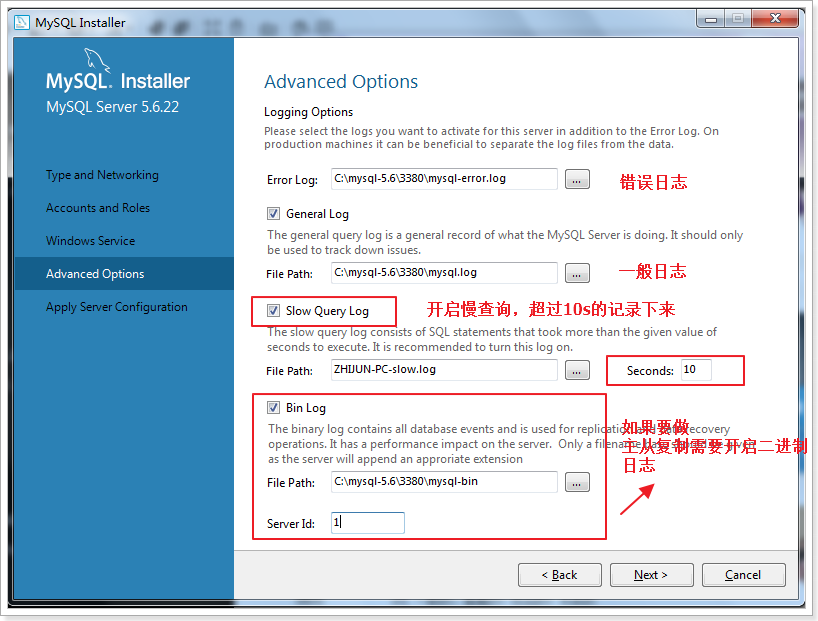 MySQL Installer
MySQL. Installer
MySQL Server 5.6.22
Type and Networking
Accounts and Roles
Windows Service
Advanced Options
Apply Server Configuration
Advanced Options
Logging Options
Please select the logs you want to activate for this server in addition to the Error Log. On
production machines it can be beneficial to separate the log files from the data.
Error Log: C:\mysql-5.6\3380\mysql-error.log ... 错误日志
General Log
The general query log is a general record of what the MySQL Server is doing. It should only
be used to track down issues.
File Path: C:\mysql-5.6\3380\mysql.log ... 一般日志
Slow Query Log 开启慢查询，超过10s的记录下来
The slow query log consists of SQL statements that took more than the given value of
seconds to execute. It is recommended to turn this log on.
File Path: ZHIJUN-PC-slow.log ... Seconds: 10
Bin Log
The binary log contains all database events and is used for replication and data recovery
operations. It has a performance impact on the server. Only a filename
as the server will append an approriate extension
如果要做
主从复制需要开启二进制
日志
File Path: C:\mysql-5.6\3380\mysql-bin ...
Server Id: 1
< Back Next > Cancel